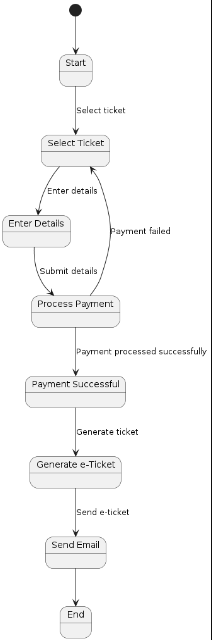 Start
Select ticket
Select Ticket
Enter details
Enter Details
Payment failed
Submit details
Process Payment
Payment processed successfully
Payment Successful
Generate ticket
Generate e-Ticket
Send e-ticket
Send Email
End